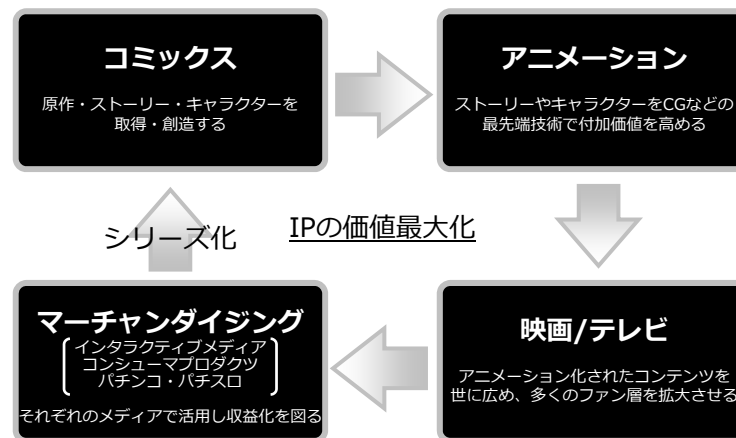 コミックス
原作・ストーリー・キャラクターを
取得・創造する
アニメーション
ストーリーやキャラクターをCGなどの
最先端技術で付加価値を高める
シリーズ化
IPの価値最大化
マーチャンダイジング
インタラクティブメディア
コンシューマプロダクツ
パチンコ・パチスロ
それぞれのメディアで活用し収益化を図る
映画/テレビ
アニメーション化されたコンテンツを
世に広め、多くのファン層を拡大させる